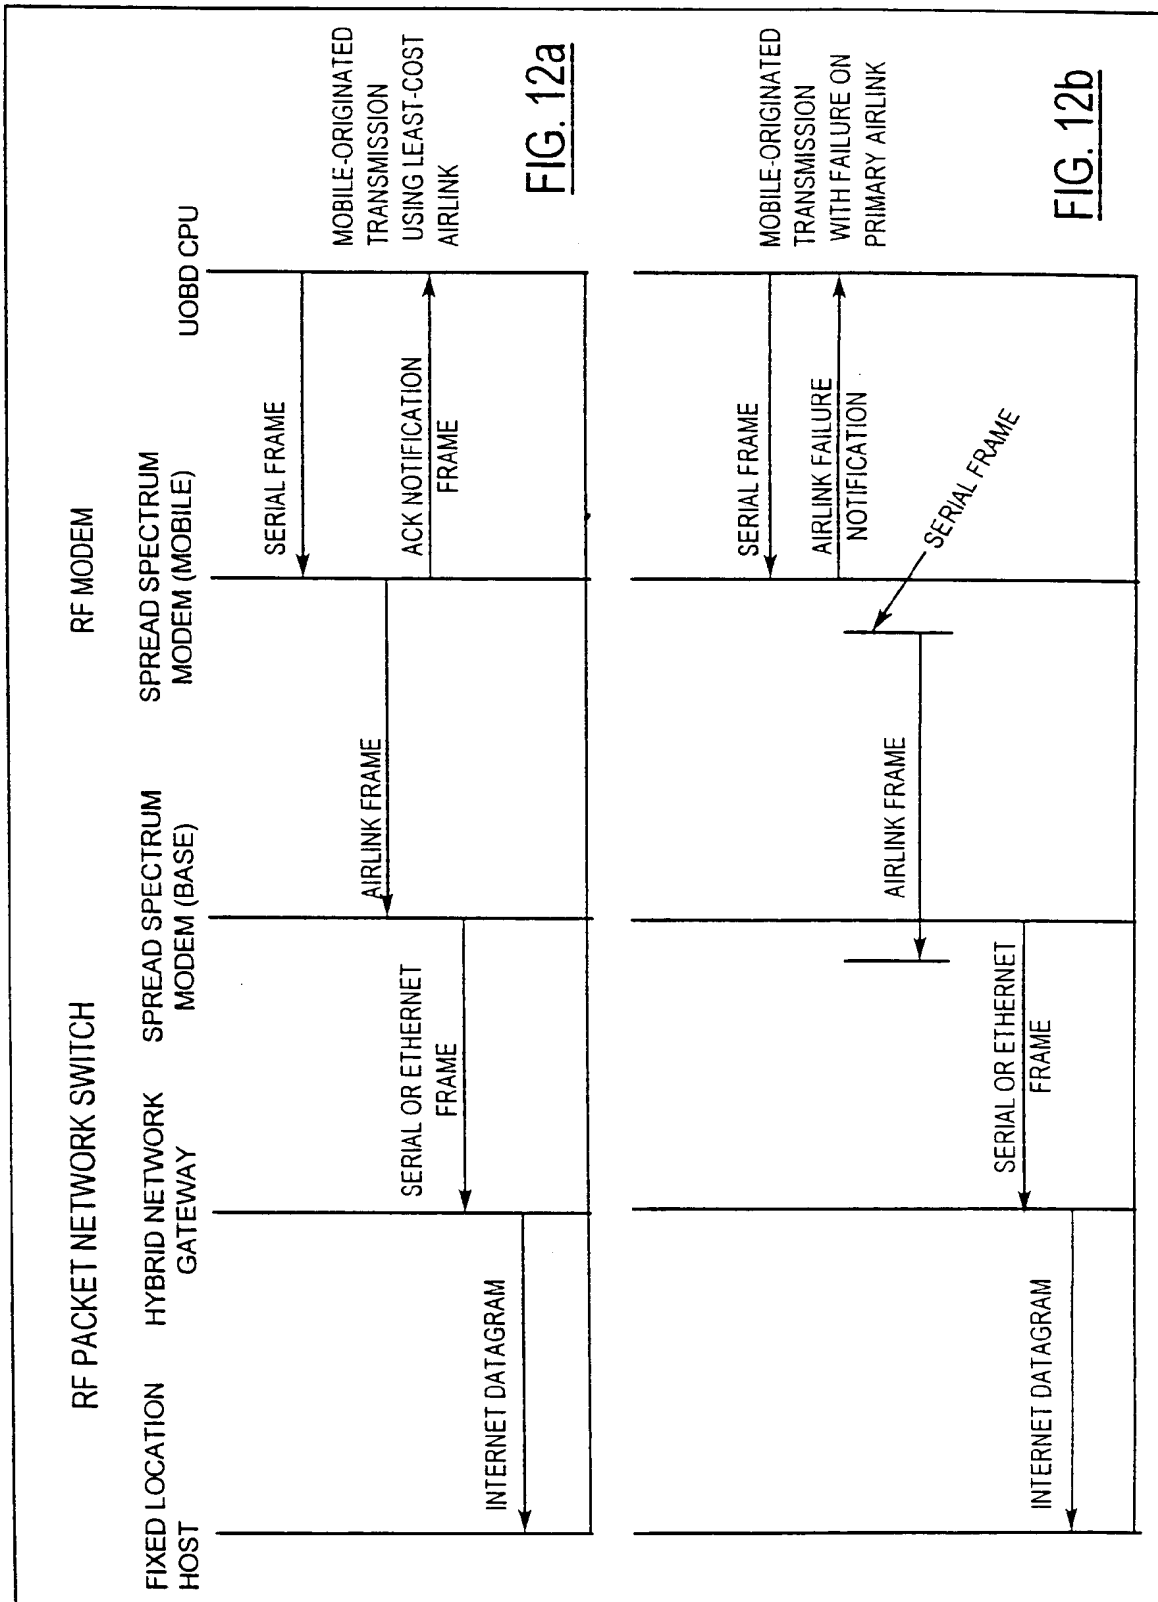 RF PACKET NETWORK SWITCH
RF MODEM
FIXED LOCATION
HOST
HYBRID NETWORK
GATEWAY
SPREAD SPECTRUM
MODEM (BASE)
SPREAD SPECTRUM
MODEM (MOBILE)
UOBD CPU
SERIAL FRAME
AIRLINK FRAME
ACK NOTIFICATION
FRAME
SERIAL OR ETHERNET
FRAME
INTERNET DATAGRAM
MOBILE-ORIGINATED
TRANSMISSION
USING LEAST-COST
AIRLINK
FIG. 12a
SERIAL FRAME
AIRLINK FAILURE
NOTIFICATION
SERIAL FRAME
AIRLINK FRAME
SERIAL OR ETHERNET
FRAME
INTERNET DATAGRAM
MOBILE-ORIGINATED
TRANSMISSION
WITH FAILURE ON
PRIMARY AIRLINK
FIG. 12b